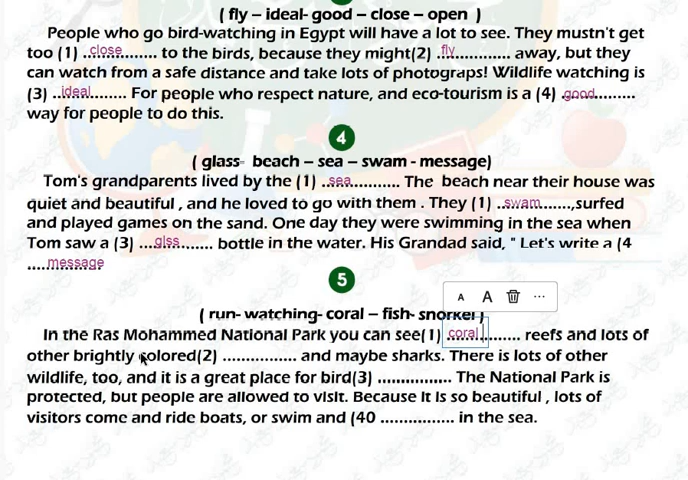 ( fly – ideal- good – close – open )
People who go bird-watching in Egypt will have a lot to see. They mustn't get
too (1) ..close.............. to the birds, because they might(2) .fly................ away, but they
can watch from a safe distance and take lots of photograps! Wildlife watching is
(3) ..ideal......... For people who respect nature, and eco-tourism is a (4) .good..........
way for people to do this.
4
( glass- beach – sea – swam - message)
Tom's grandparents lived by the (1) ..sea............ The beach near their house was
quiet and beautiful , and he loved to go with them . They (1) ..swam.......,surfed
and played games on the sand. One day they were swimming in the sea when
Tom saw a (3) ...glss......... bottle in the water. His Grandad said, " Let's write a (4
....message
5
A A ...
( run- watching- coral – fish- snorkel )
In the Ras Mohammed National Park you can see(1) coral.......... reefs and lots of
other brightly colored(2) ................ and maybe sharks. There is lots of other
wildlife, too, and it is a great place for bird(3) ................ The National Park is
protected, but people are allowed to visit. Because it is so beautiful , lots of
visitors come and ride boats, or swim and (40 ................ in the sea.